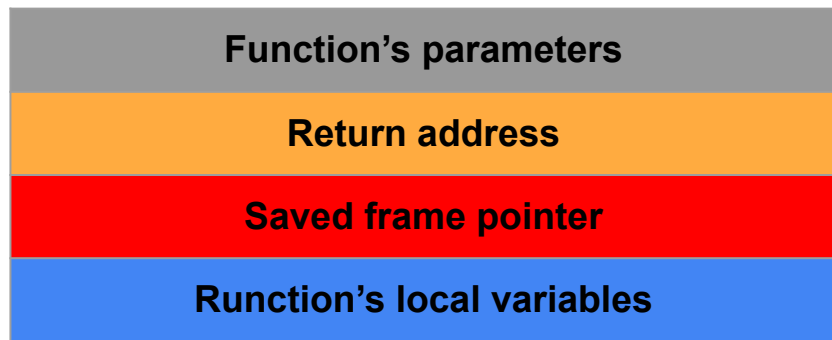 Function’s parameters
Return address
Saved frame pointer
Runction’s local variables